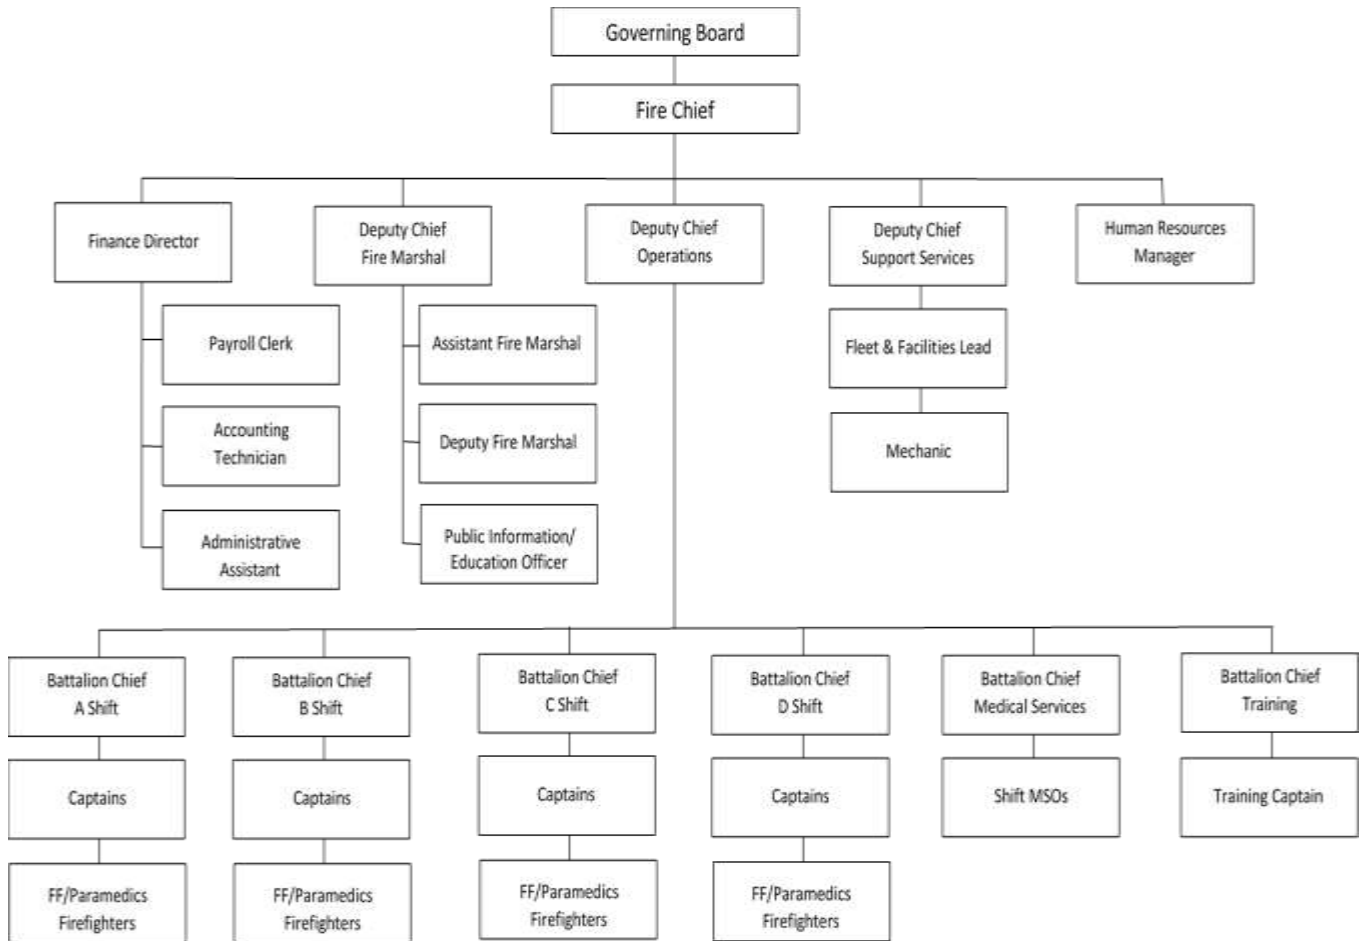 Governing Board
Fire Chief
Finance Director
Deputy Chief
Fire Marshal
Deputy Chief
Operations
Deputy Chief
Support Services
Human Resources
Manager
Payroll Clerk
Assistant Fire Marshal
Fleet & Facilities Lead
Accounting
Technician
Deputy Fire Marshal
Mechanic
Administrative
Assistant
Public Information/
Education Officer
Battalion Chief
A Shift
Battalion Chief
B Shift
Battalion Chief
C Shift
Battalion Chief
D Shift
Battalion Chief
Medical Services
Battalion Chief
Training
Captains
Captains
Captains
Captains
Shift MSOs
Training Captain
FF/Paramedics
Firefighters
FF/Paramedics
Firefighters
FF/Paramedics
Firefighters
FF/Paramedics
Firefighters